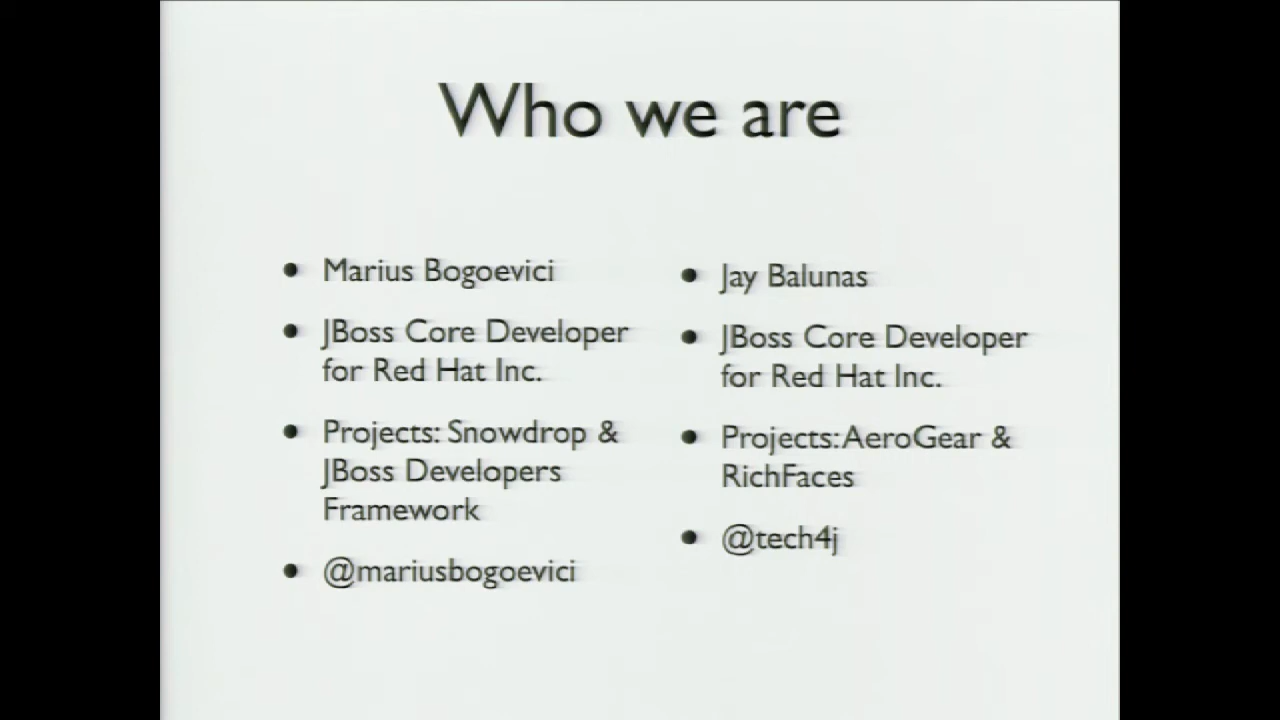 Who we are
• Marius Bogoevici
• JBoss Core Developer
for Red Hat Inc.
• Projects: Snowdrop &
JBoss Developers
Framework
• @mariusbogoevici
• Jay Balunas
• JBoss Core Developer
for Red Hat Inc.
• Projects: AeroGear &
RichFaces
• @tech4j